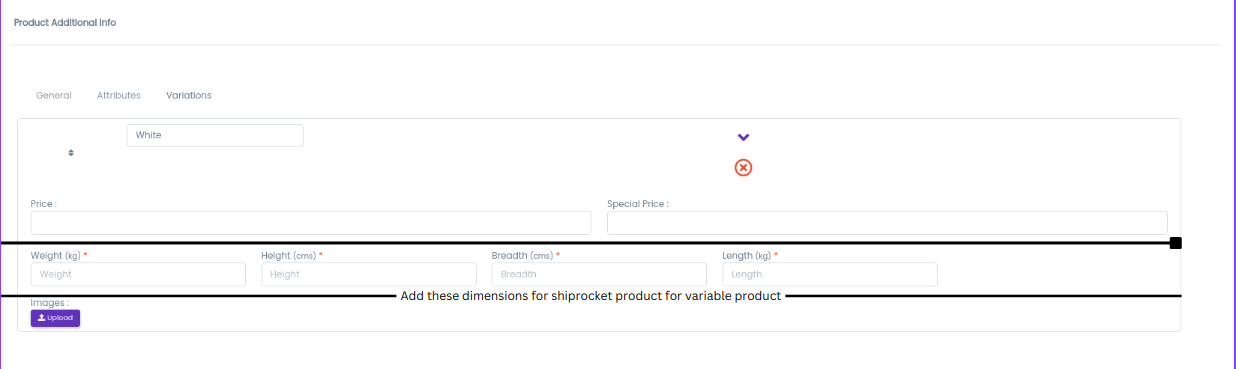 Product Additional Info
General Attributes Variations
White
Price : Special Price :
Weight (kg) * Height (cms) * Breadth (cms) * Length (kg) *
Weight Height Breadth Length
Add these dimensions for shiprocket product for variable product
Images :
Upload